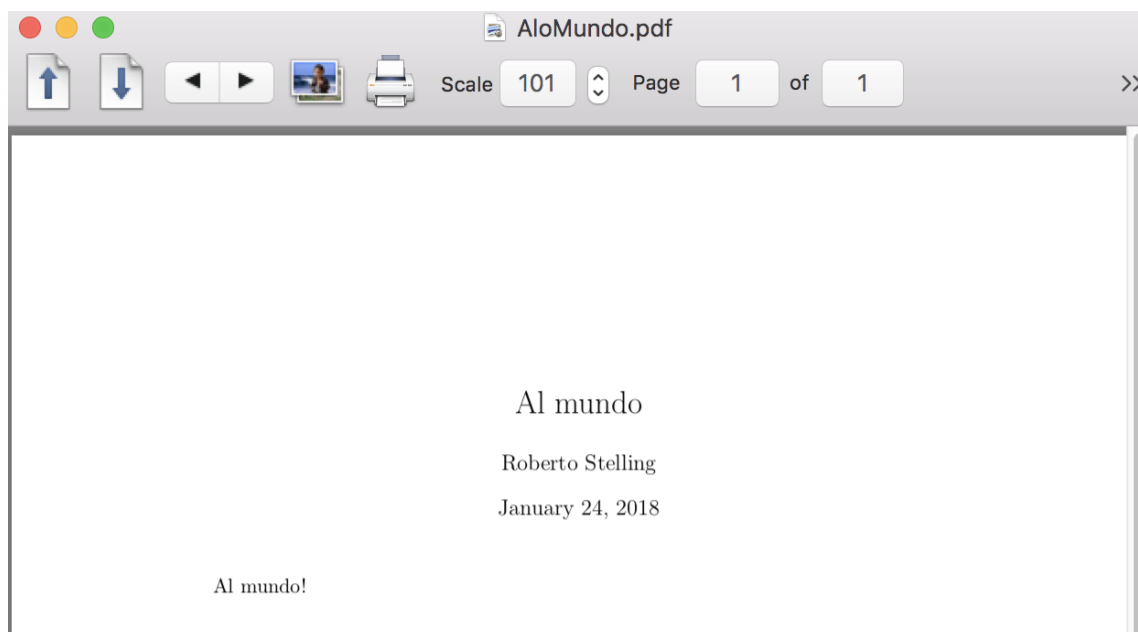 AloMundo.pdf
Scale 101 Page 1 of 1 >>
Al mundo
Roberto Stelling
January 24, 2018
Al mundo!